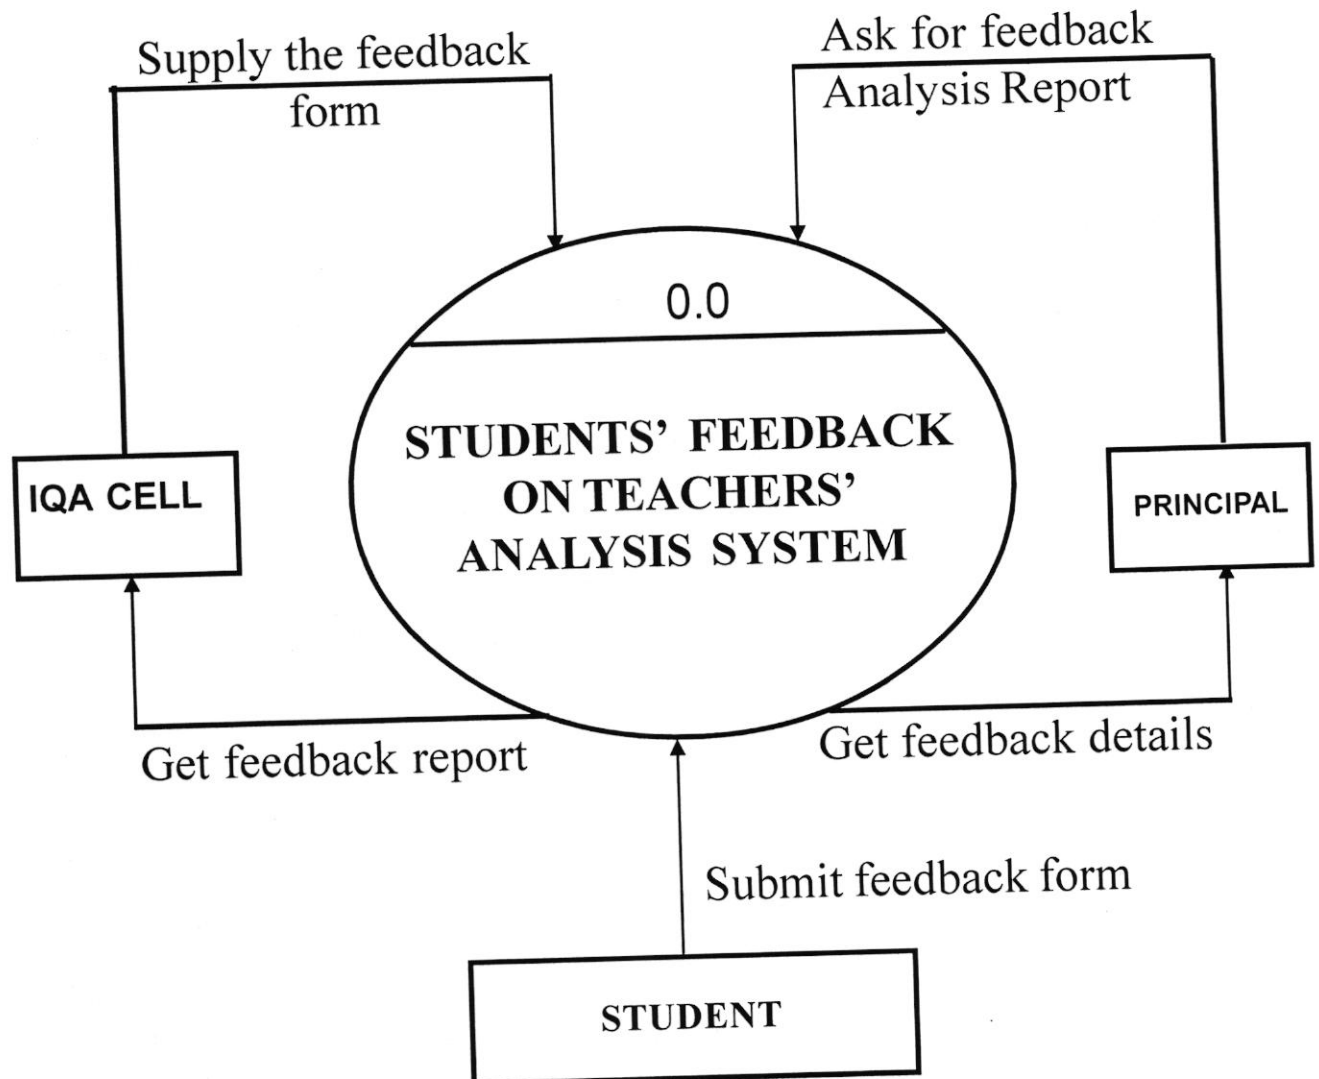 Supply the feedback
form
Ask for feedback
Analysis Report
0.0
STUDENTS’ FEEDBACK
ON TEACHERS’
ANALYSIS SYSTEM
IQA CELL
PRINCIPAL
Get feedback report
Get feedback details
Submit feedback form
STUDENT